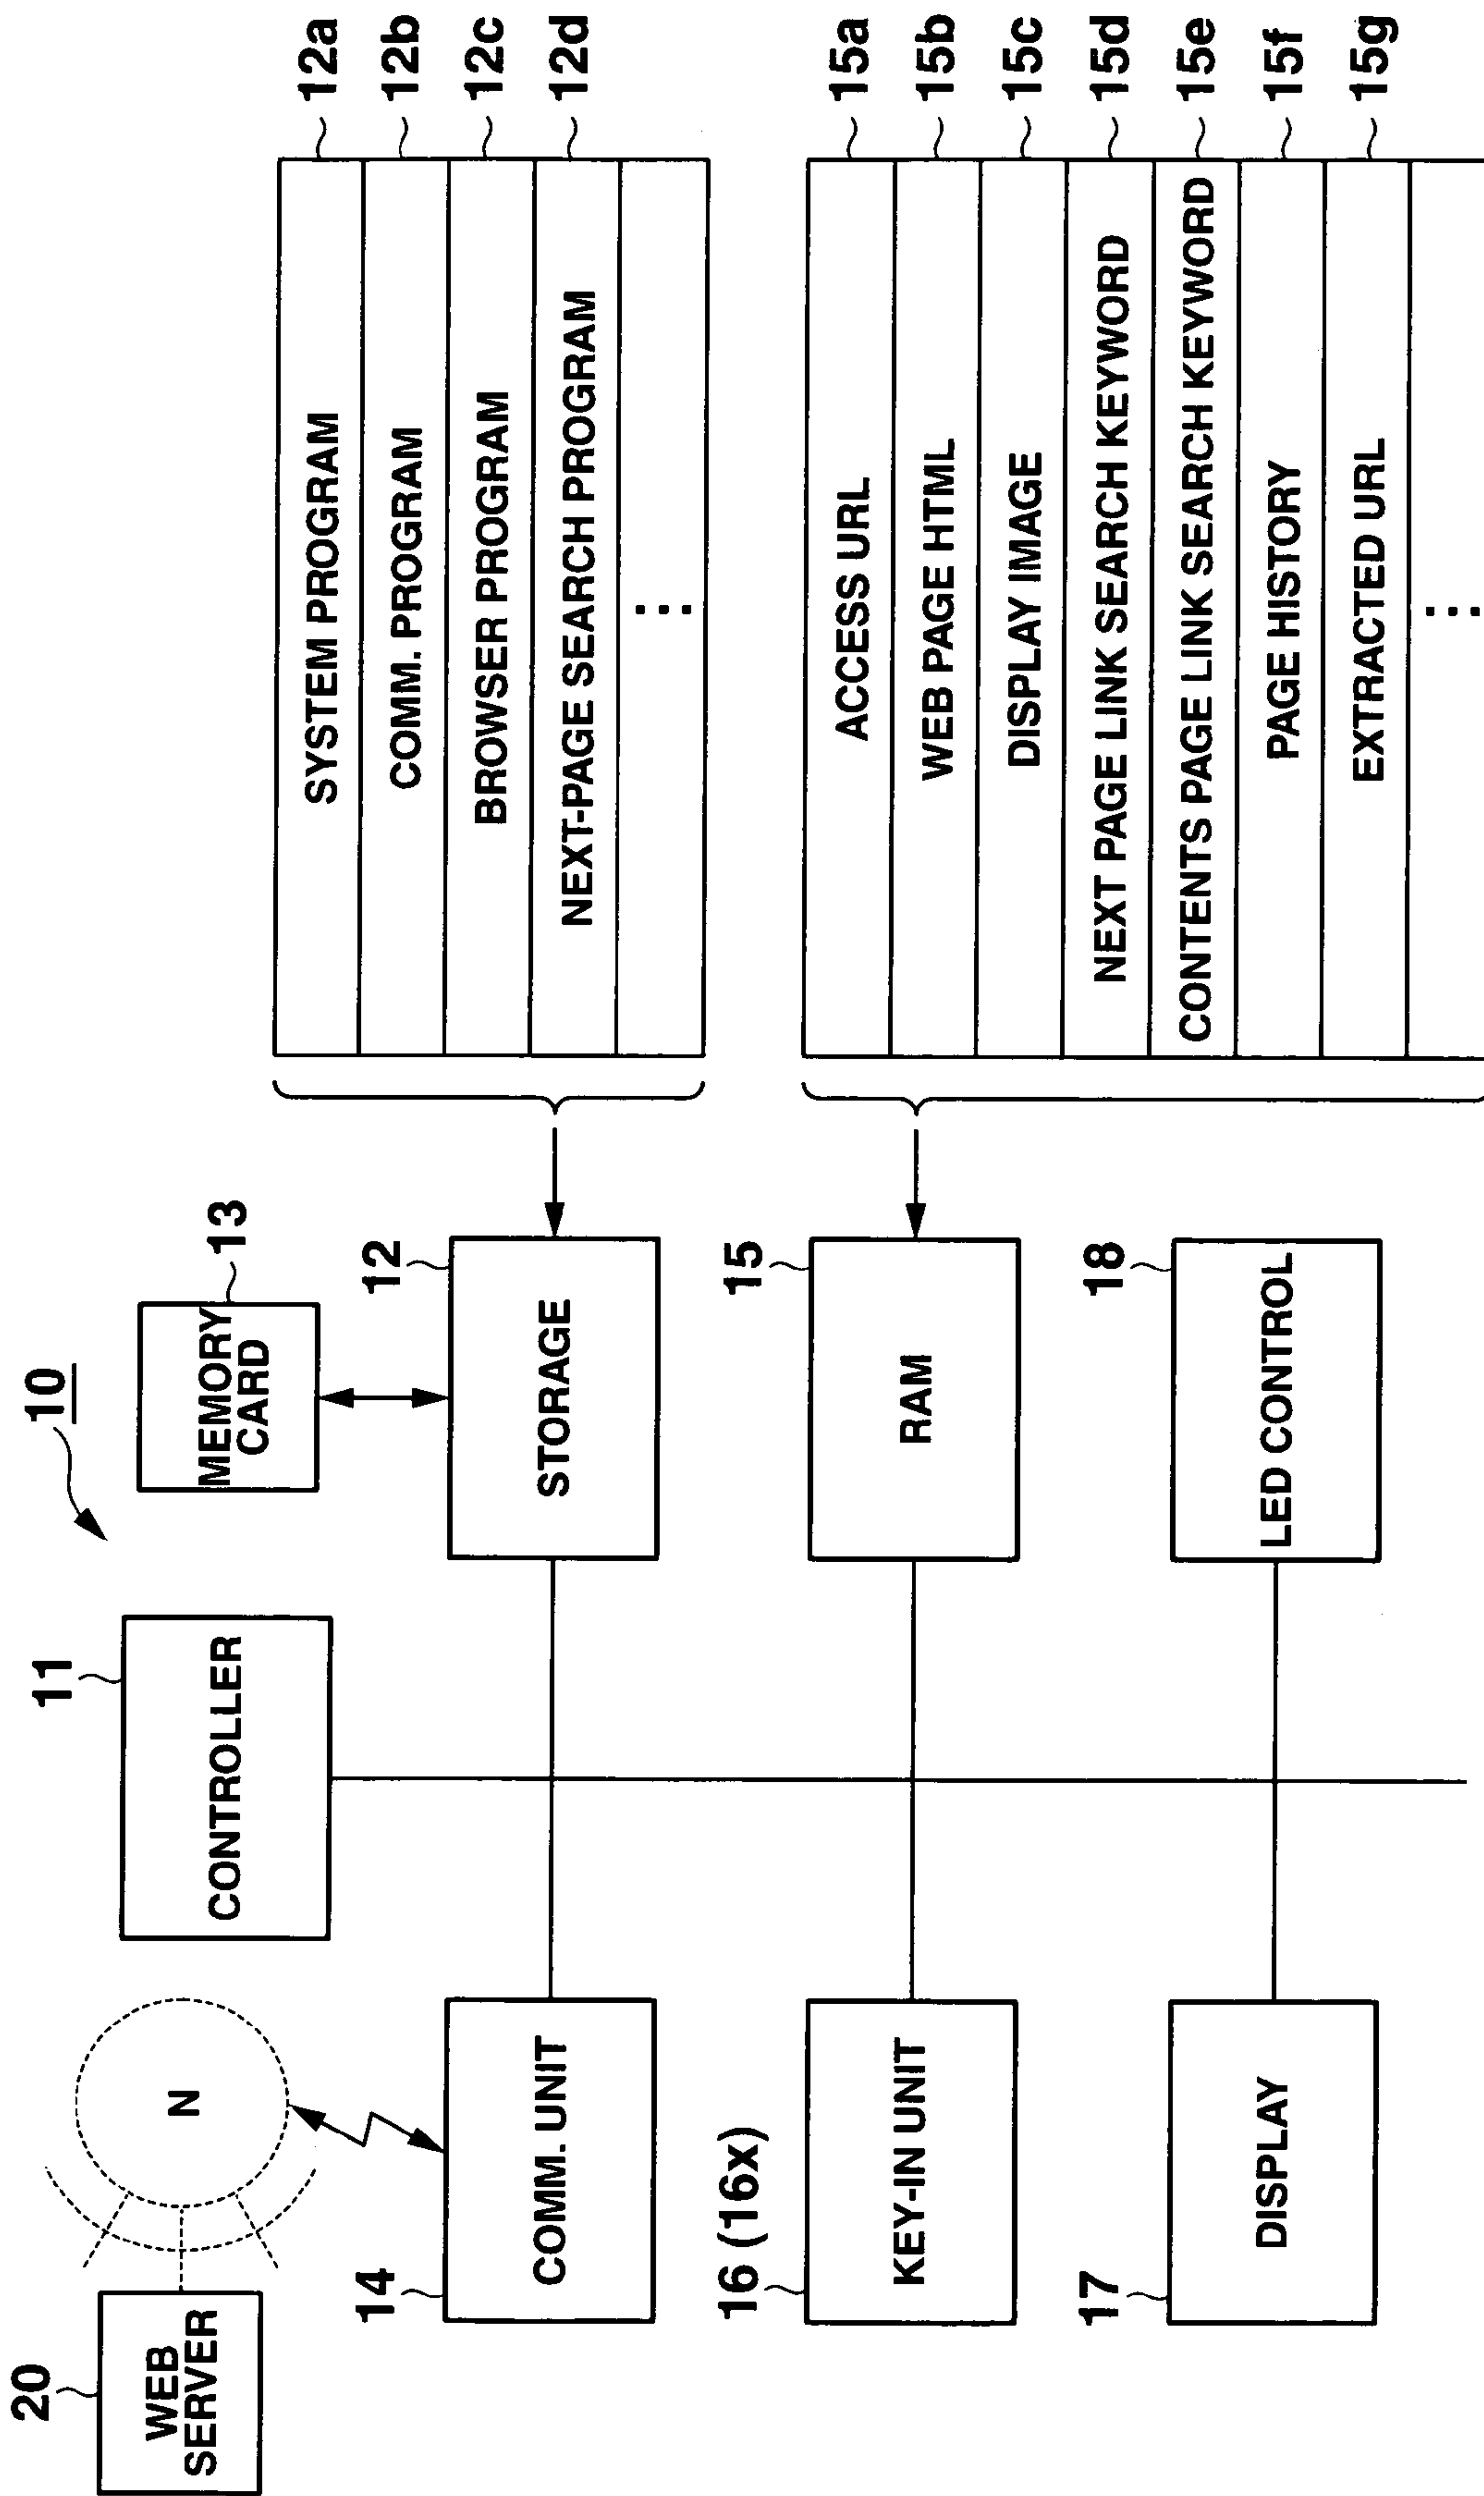 20
WEB
SERVER
N
11
CONTROLLER
10
MEMORY
CARD
13
14
COMM. UNIT
12
STORAGE
SYSTEM PROGRAM
12a
COMM. PROGRAM
12b
BROWSER PROGRAM
12c
NEXT-PAGE SEARCH PROGRAM
12d
⋮
16 (16x)
KEY-IN UNIT
15
RAM
ACCESS URL
15a
WEB PAGE HTML
15b
DISPLAY IMAGE
15c
NEXT PAGE LINK SEARCH KEYWORD
15d
CONTENTS PAGE LINK SEARCH KEYWORD
15e
PAGE HISTORY
15f
EXTRACTED URL
15g
⋮
17
DISPLAY
18
LED CONTROL